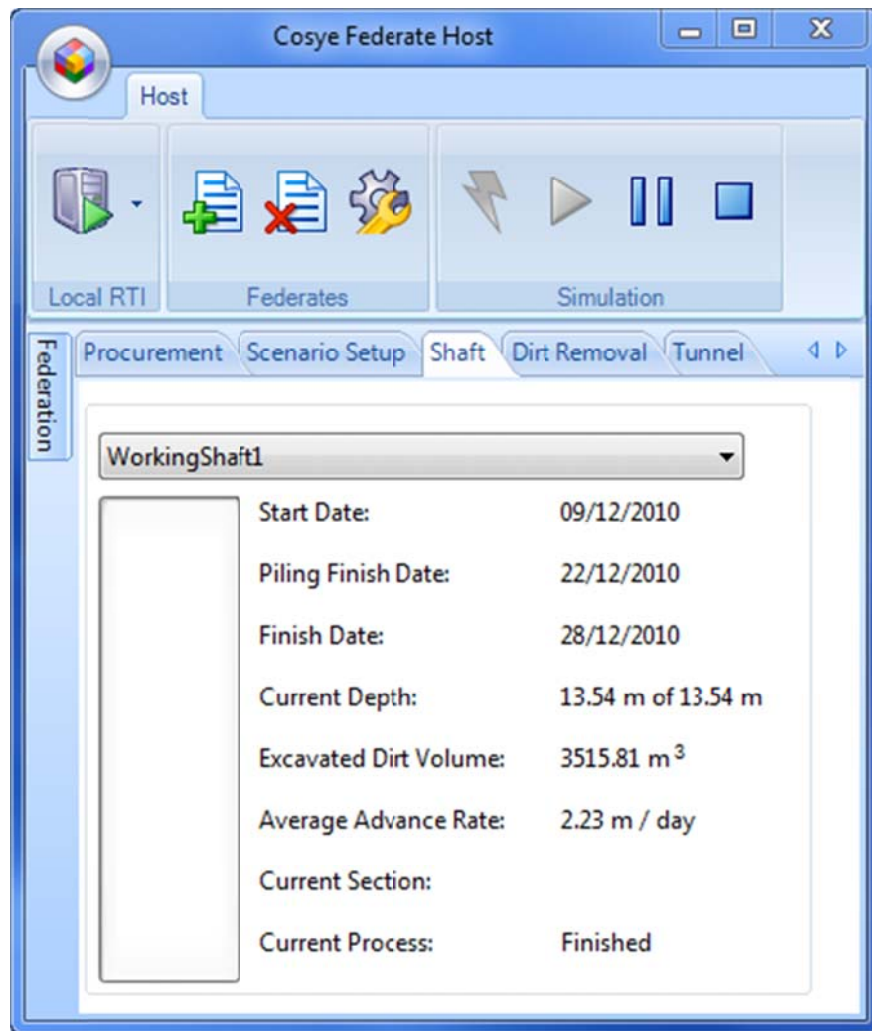 Cosye Federate Host
Host
Local RTI
Federates
Simulation
Federation
Procurement
Scenario Setup
Shaft
Dirt Removal
Tunnel
WorkingShaft1
Start Date: 09/12/2010
Piling Finish Date: 22/12/2010
Finish Date: 28/12/2010
Current Depth: 13.54 m of 13.54 m
Excavated Dirt Volume: 3515.81 m³
Average Advance Rate: 2.23 m / day
Current Section:
Current Process: Finished